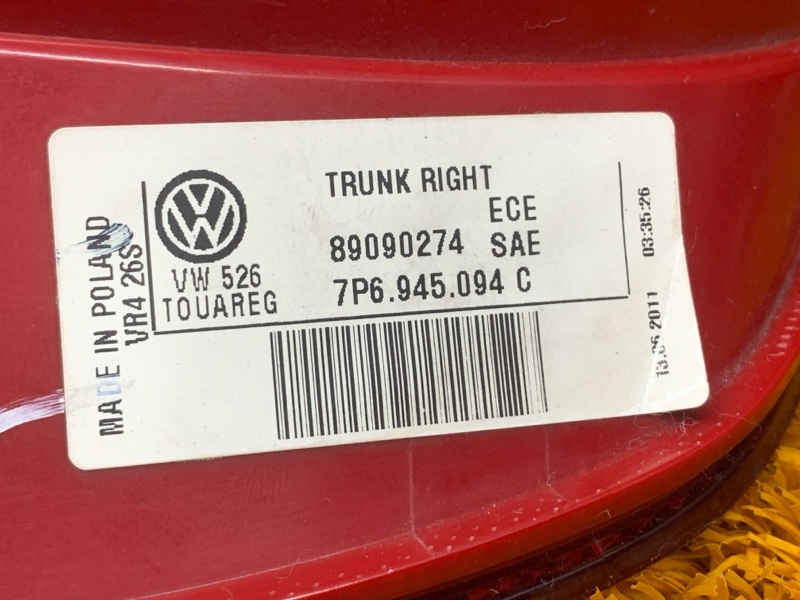 TRUNK RIGHT
ECE
89090274 SAE
7P6.945.094 C
VW 526
TOUAREG
MADE IN POLAND
VR4 26S
03:35:26